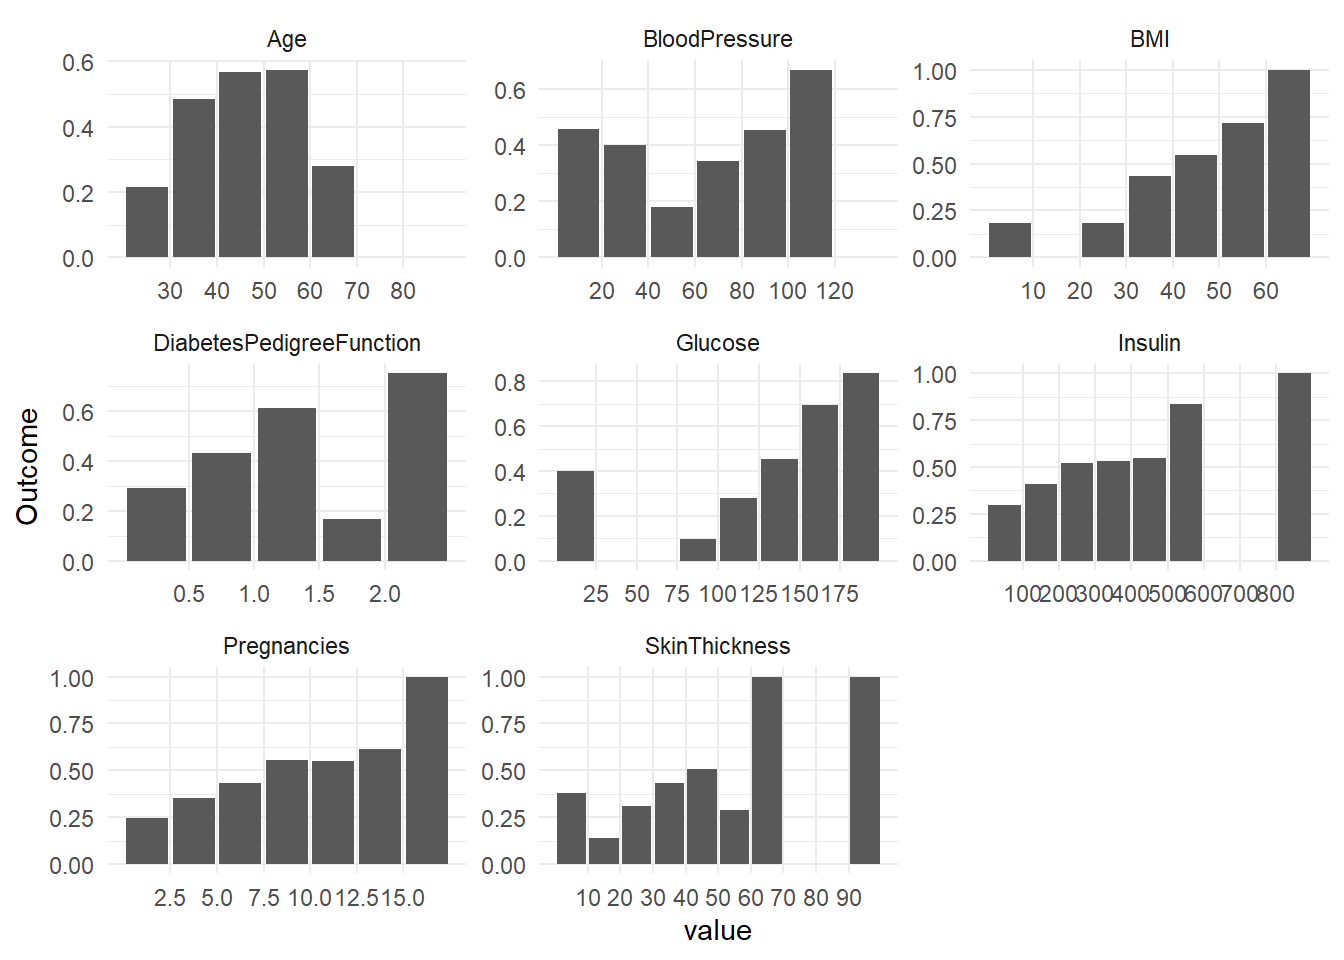 Age
BloodPressure
BMI
0.6
0.4
0.2
0.0
30 40 50 60 70 80
0.6
0.4
0.2
0.0
20 40 60 80 100 120
1.00
0.75
0.50
0.25
0.00
10 20 30 40 50 60
DiabetesPedigreeFunction
Glucose
Insulin
Outcome
0.6
0.4
0.2
0.0
0.5 1.0 1.5 2.0
0.8
0.6
0.4
0.2
0.0
25 50 75 100 125 150 175
1.00
0.75
0.50
0.25
0.00
100 200 300 400 500 600 700 800
Pregnancies
SkinThickness
1.00
0.75
0.50
0.25
0.00
2.5 5.0 7.5 10.0 12.5 15.0
1.00
0.75
0.50
0.25
0.00
10 20 30 40 50 60 70 80 90
value